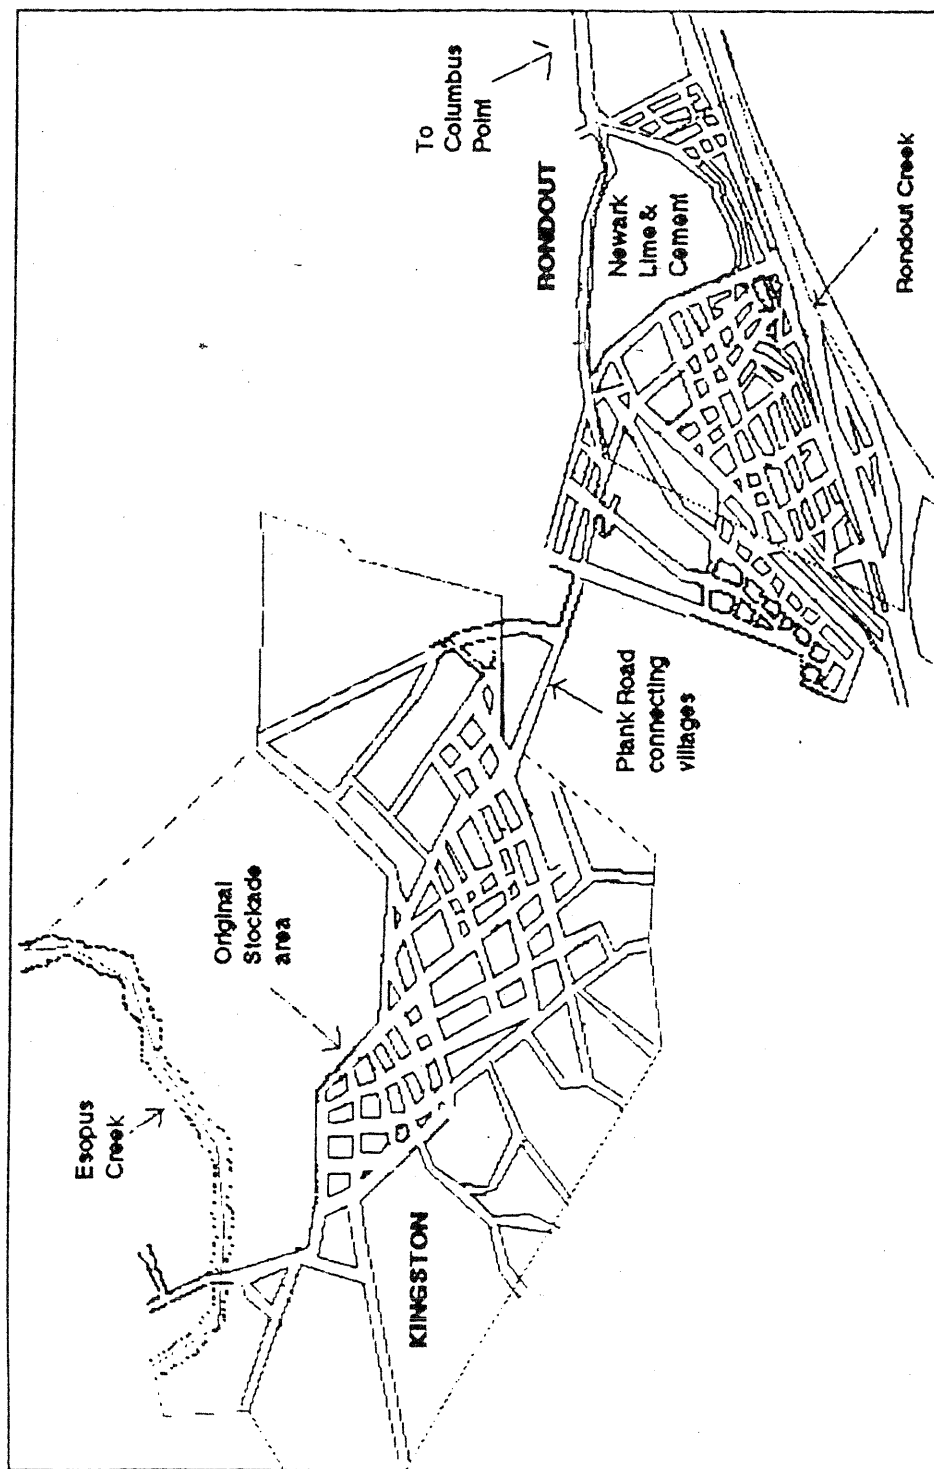 Esopus
Creek
Original
Stockade
area
KINGSTON
Plank Road
connecting
villages
To
Columbus
Point
RONDOUT
Newark
Lime &
Cement
Rondout Creek